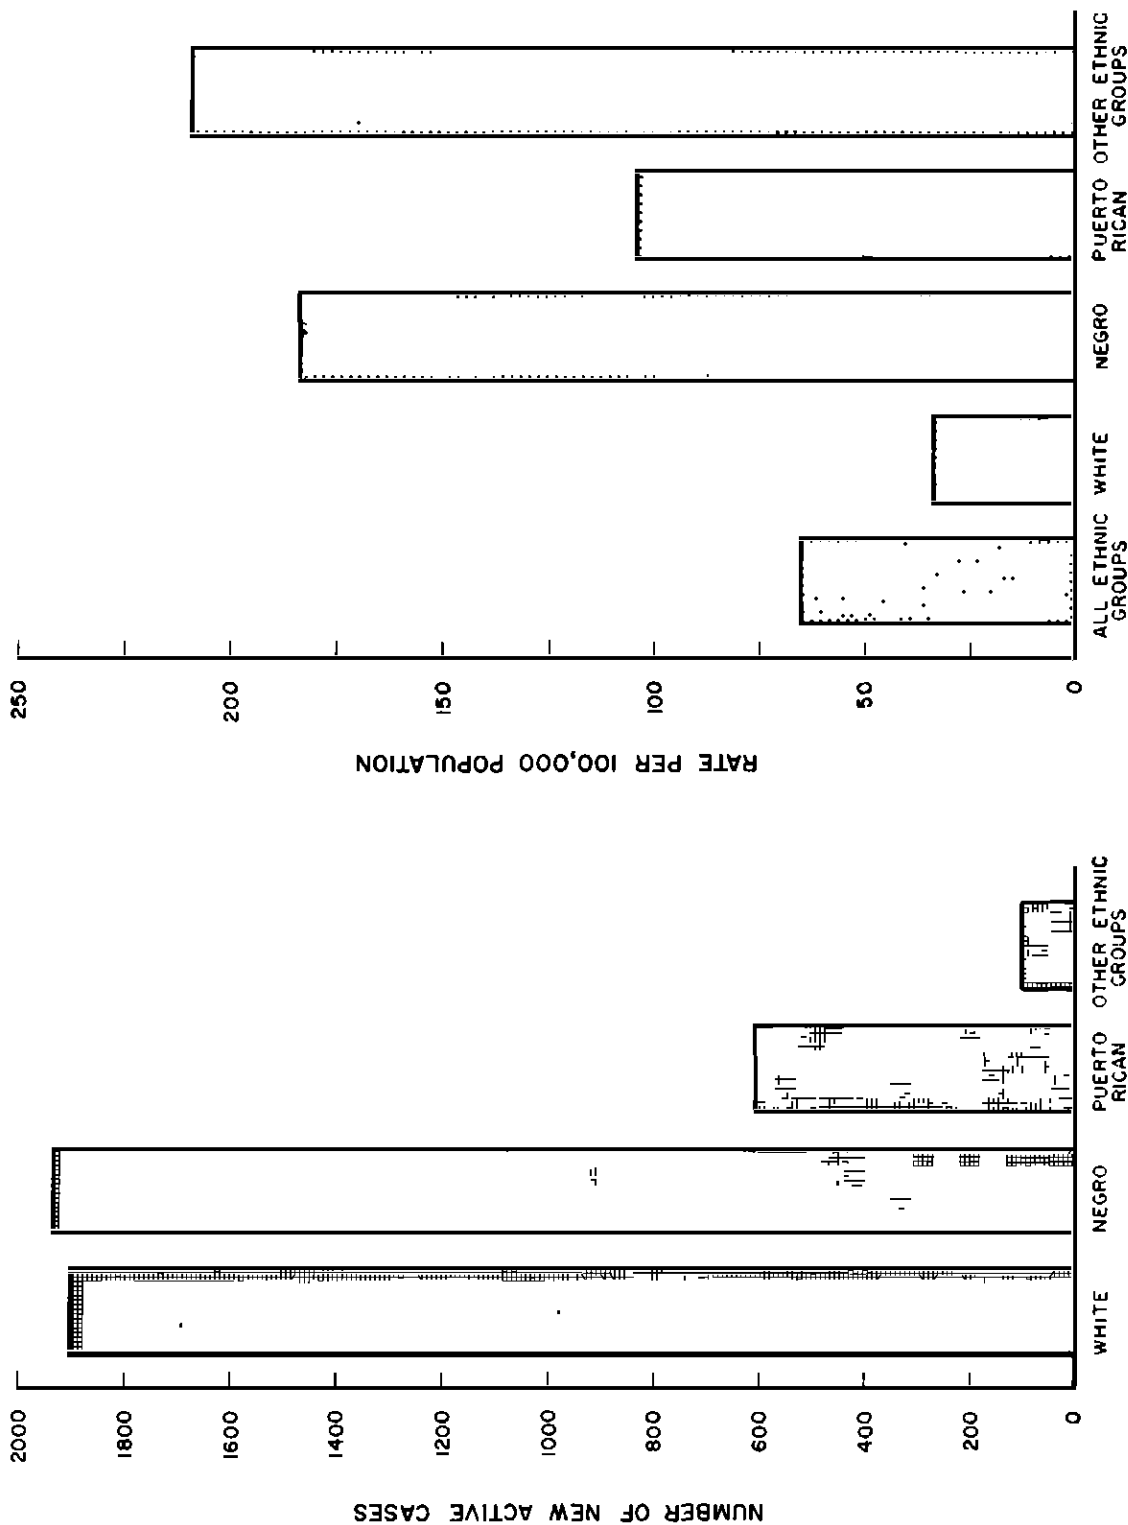 NUMBER OF NEW ACTIVE CASES
2000
1800
1600
1400
1200
1000
800
600
400
200
0
WHITE
NEGRO
PUERTO
RICAN
OTHER ETHNIC
GROUPS
RATE PER 100,000 POPULATION
250
200
150
100
50
0
ALL ETHNIC
GROUPS
WHITE
NEGRO
PUERTO
RICAN
OTHER ETHNIC
GROUPS